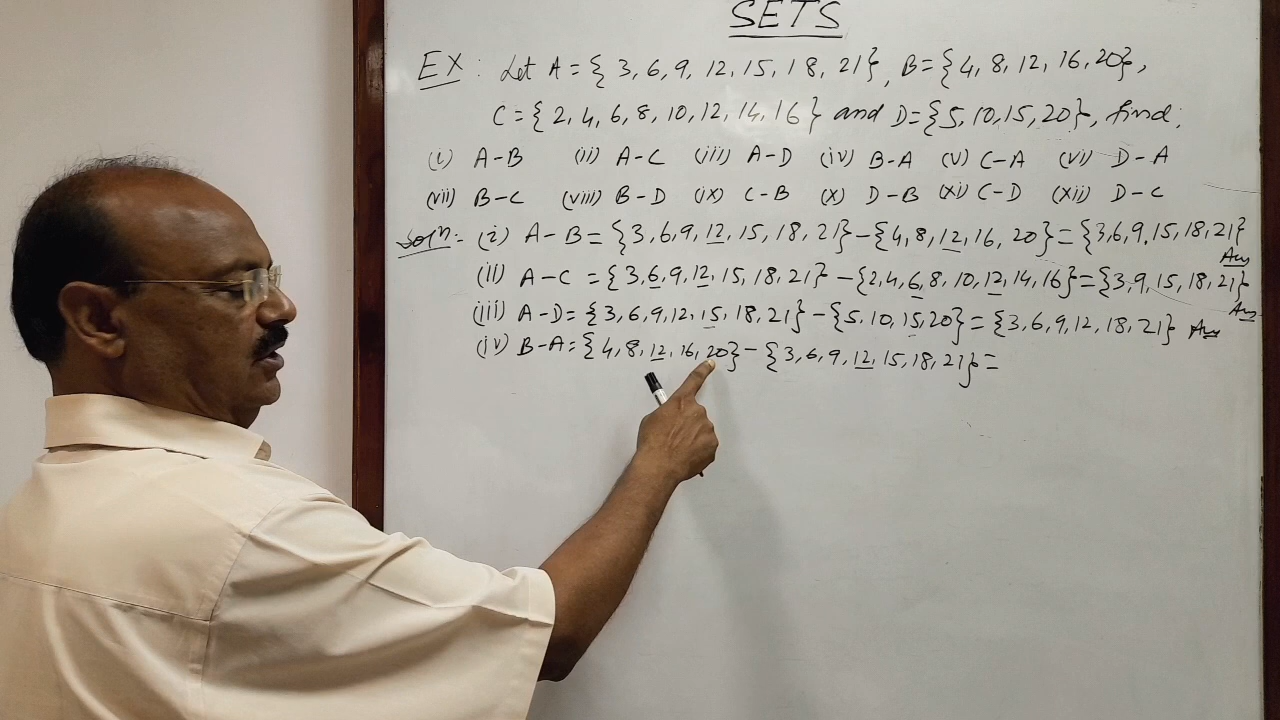 SETS
EX: Let A = {3, 6, 9, 12, 15, 18, 21}, B = {4, 8, 12, 16, 20},
C = {2, 4, 6, 8, 10, 12, 14, 16} and D = {5, 10, 15, 20}, find;
(i) A-B (ii) A-C (iii) A-D (iv) B-A (v) C-A (vi) D-A
(vii) B-C (viii) B-D (ix) C-B (x) D-B (xi) C-D (xii) D-C
Soln:- (i) A-B = {3, 6, 9, 12, 15, 18, 21} - {4, 8, 12, 16, 20} = {3, 6, 9, 15, 18, 21} Ans
(ii) A-C = {3, 6, 9, 12, 15, 18, 21} - {2, 4, 6, 8, 10, 12, 14, 16} = {3, 9, 15, 18, 21} Ans
(iii) A-D = {3, 6, 9, 12, 15, 18, 21} - {5, 10, 15, 20} = {3, 6, 9, 12, 18, 21} Ans
(iv) B-A = {4, 8, 12, 16, 20} - {3, 6, 9, 12, 15, 18, 21} =